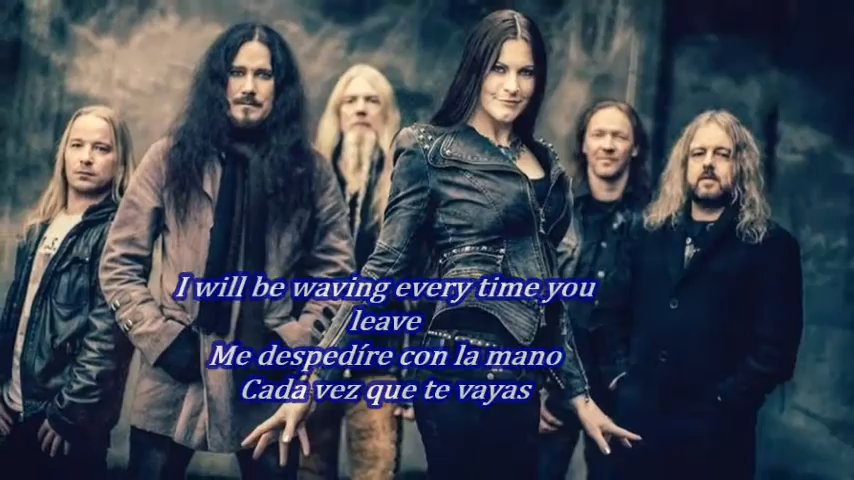 I will be waving every time you
leave
Me despedíre con la mano
Cada vez que te vayas